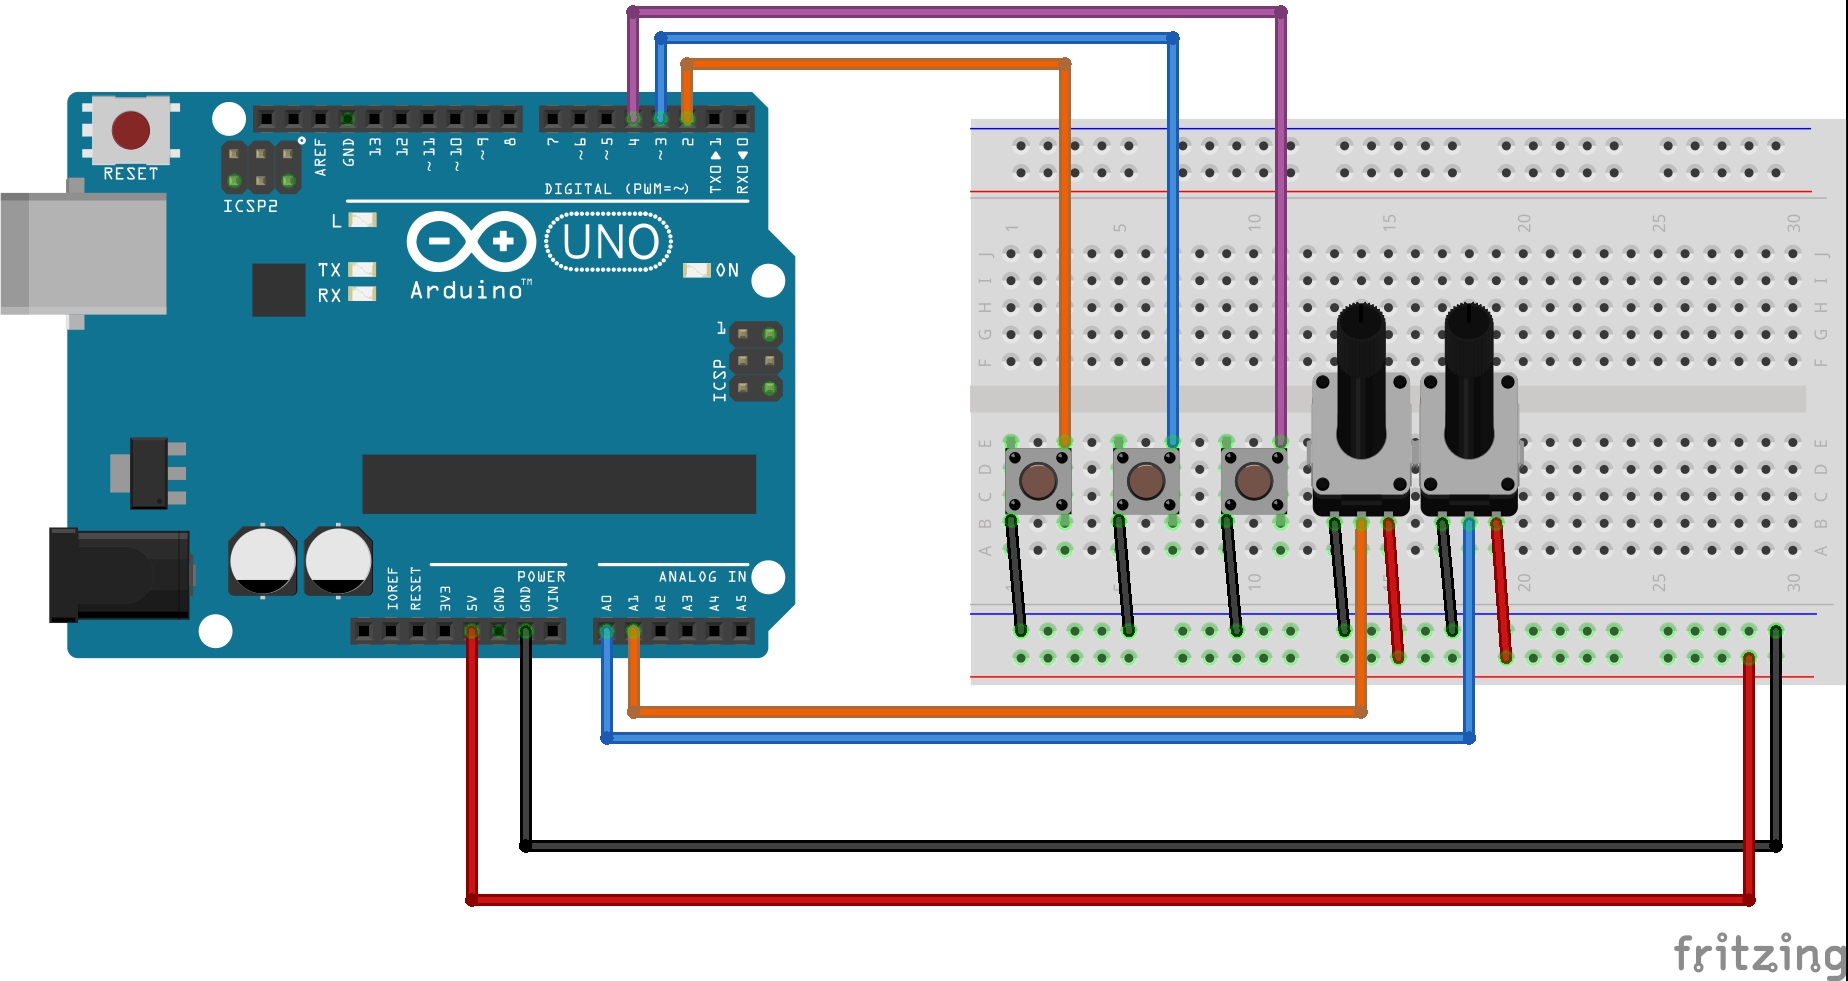 RESET
ICSP2
AREF
GND
13
12
~11
~10
~9
8
7
~6
~5
4
~3
2
TX0▶1
RX0◀0
DIGITAL (PWM=~)
L
TX
RX
UNO
ON
Arduino™
1
ICSP
POWER
ANALOG IN
IOREF
RESET
3V3
5V
GND
GND
VIN
A0
A1
A2
A3
A4
A5
1 5 10 15 20 25 30
J J
I I
H H
G G
F F
E E
D D
C C
B B
A A
10 20 25 30
fritzing